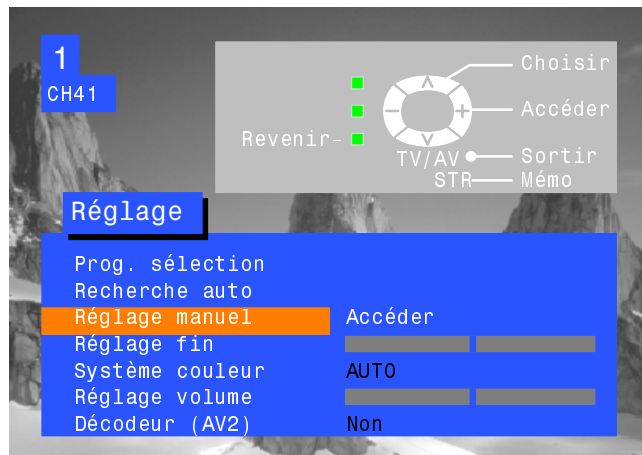 1
CH41
Choisir
Accéder
Revenir
TV/AV Sortir
STR Mémo
Réglage
Prog. sélection
Recherche auto
Réglage manuel Accéder
Réglage fin
Système couleur AUTO
Réglage volume
Décodeur (AV2) Non